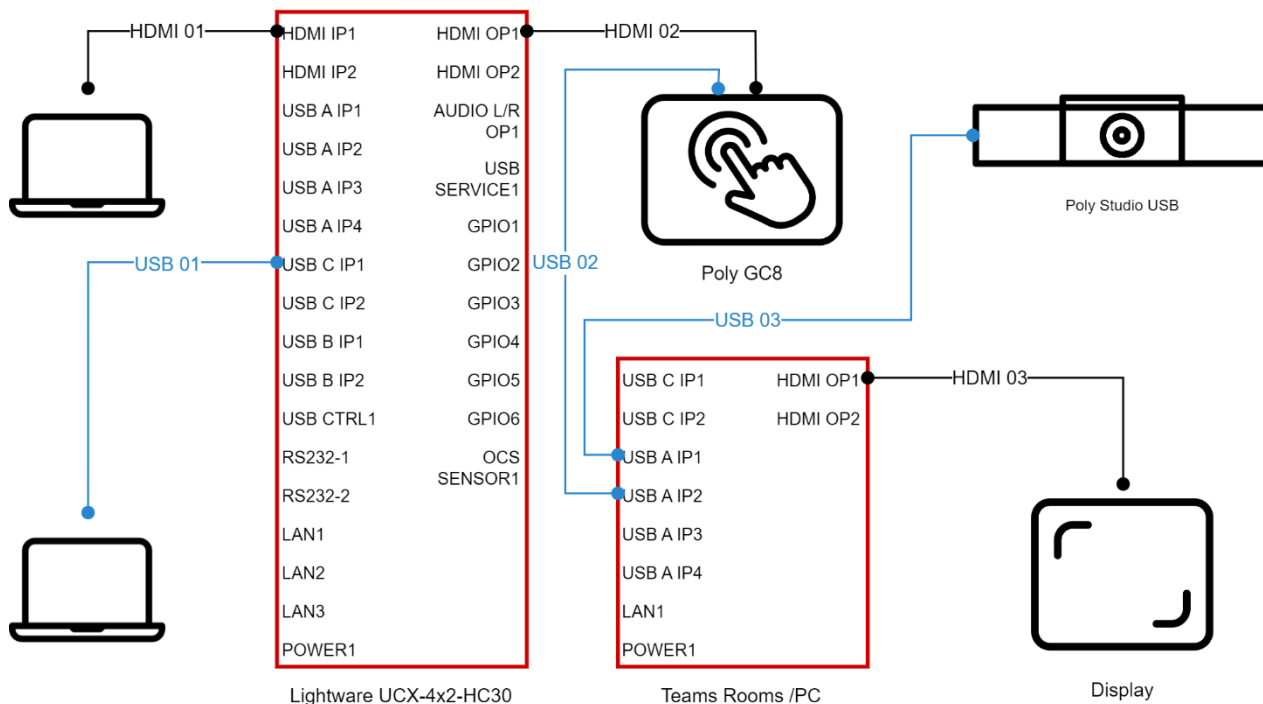 HDMI 01
HDMI IP1
HDMI IP2
USB A IP1
USB A IP2
USB A IP3
USB A IP4
USB C IP1
USB C IP2
USB B IP1
USB B IP2
USB CTRL1
RS232-1
RS232-2
LAN1
LAN2
LAN3
POWER1
HDMI OP1
HDMI OP2
AUDIO L/R
OP1
USB
SERVICE1
GPIO1
GPIO2
GPIO3
GPIO4
GPIO5
GPIO6
OCS
SENSOR1
Lightware UCX-4x2-HC30
USB 01
HDMI 02
USB 02
Poly GC8
USB 03
Poly Studio USB
USB C IP1
USB C IP2
USB A IP1
USB A IP2
USB A IP3
USB A IP4
LAN1
POWER1
HDMI OP1
HDMI OP2
Teams Rooms /PC
HDMI 03
Display